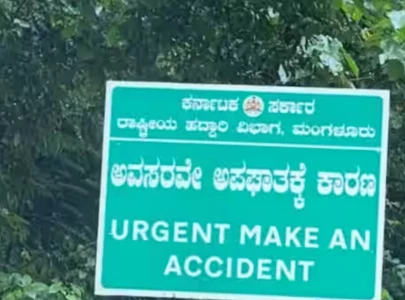 ಕರ್ನಾಟಕ ಸರ್ಕಾರ
ರಾಷ್ಟ್ರೀಯ ಹೆದ್ದಾರಿ ವಿಭಾಗ, ಮಂಗಳೂರು
ಅವಸರವೇ ಅಪಘಾತಕ್ಕೆ ಕಾರಣ
URGENT MAKE AN
ACCIDENT